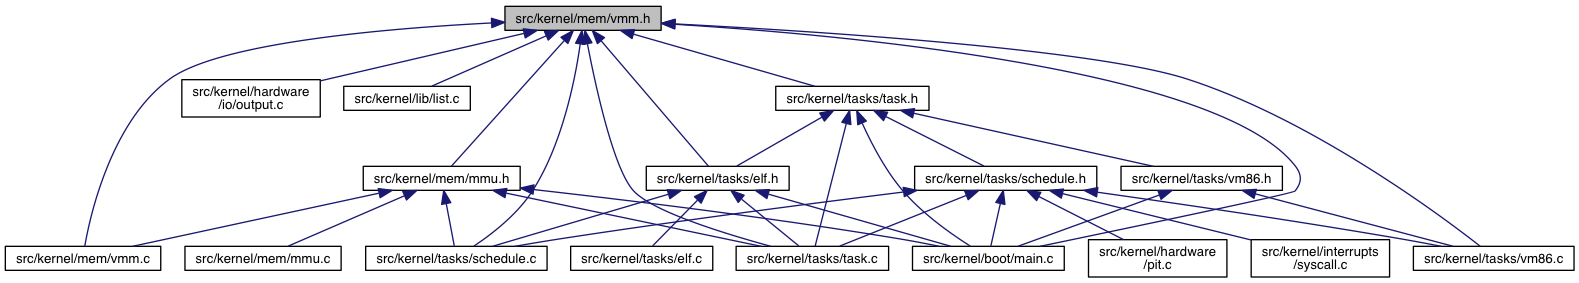 src/kernel/mem/vmm.h
src/kernel/hardware
/io/output.c
src/kernel/lib/list.c
src/kernel/tasks/task.h
src/kernel/mem/mmu.h
src/kernel/tasks/elf.h
src/kernel/tasks/schedule.h
src/kernel/tasks/vm86.h
src/kernel/mem/vmm.c
src/kernel/mem/mmu.c
src/kernel/tasks/schedule.c
src/kernel/tasks/elf.c
src/kernel/tasks/task.c
src/kernel/boot/main.c
src/kernel/hardware
/pit.c
src/kernel/interrupts
/syscall.c
src/kernel/tasks/vm86.c